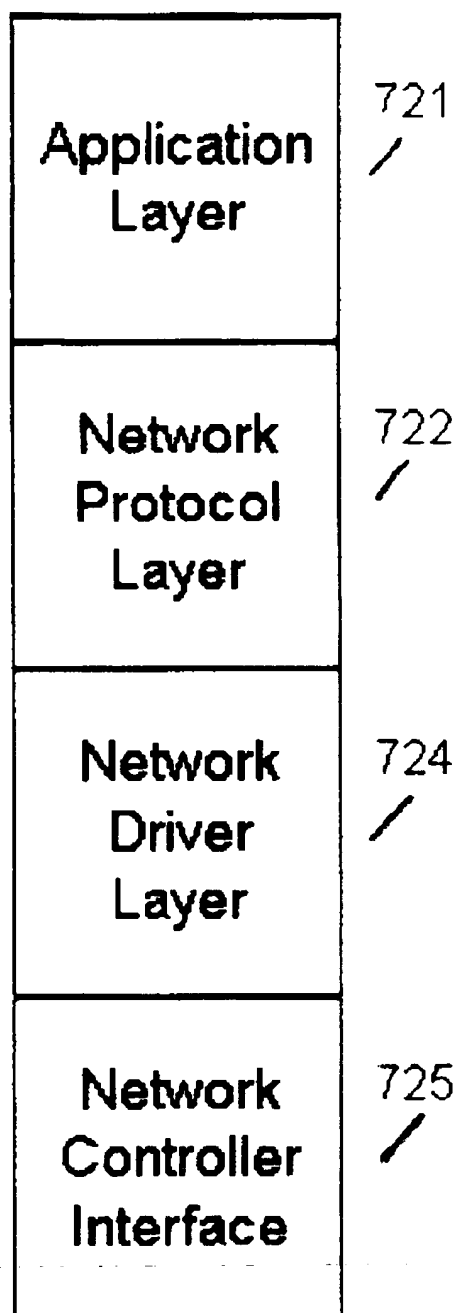 Application
Layer
721
Network
Protocol
Layer
722
Network
Driver
Layer
724
Network
Controller
Interface
725